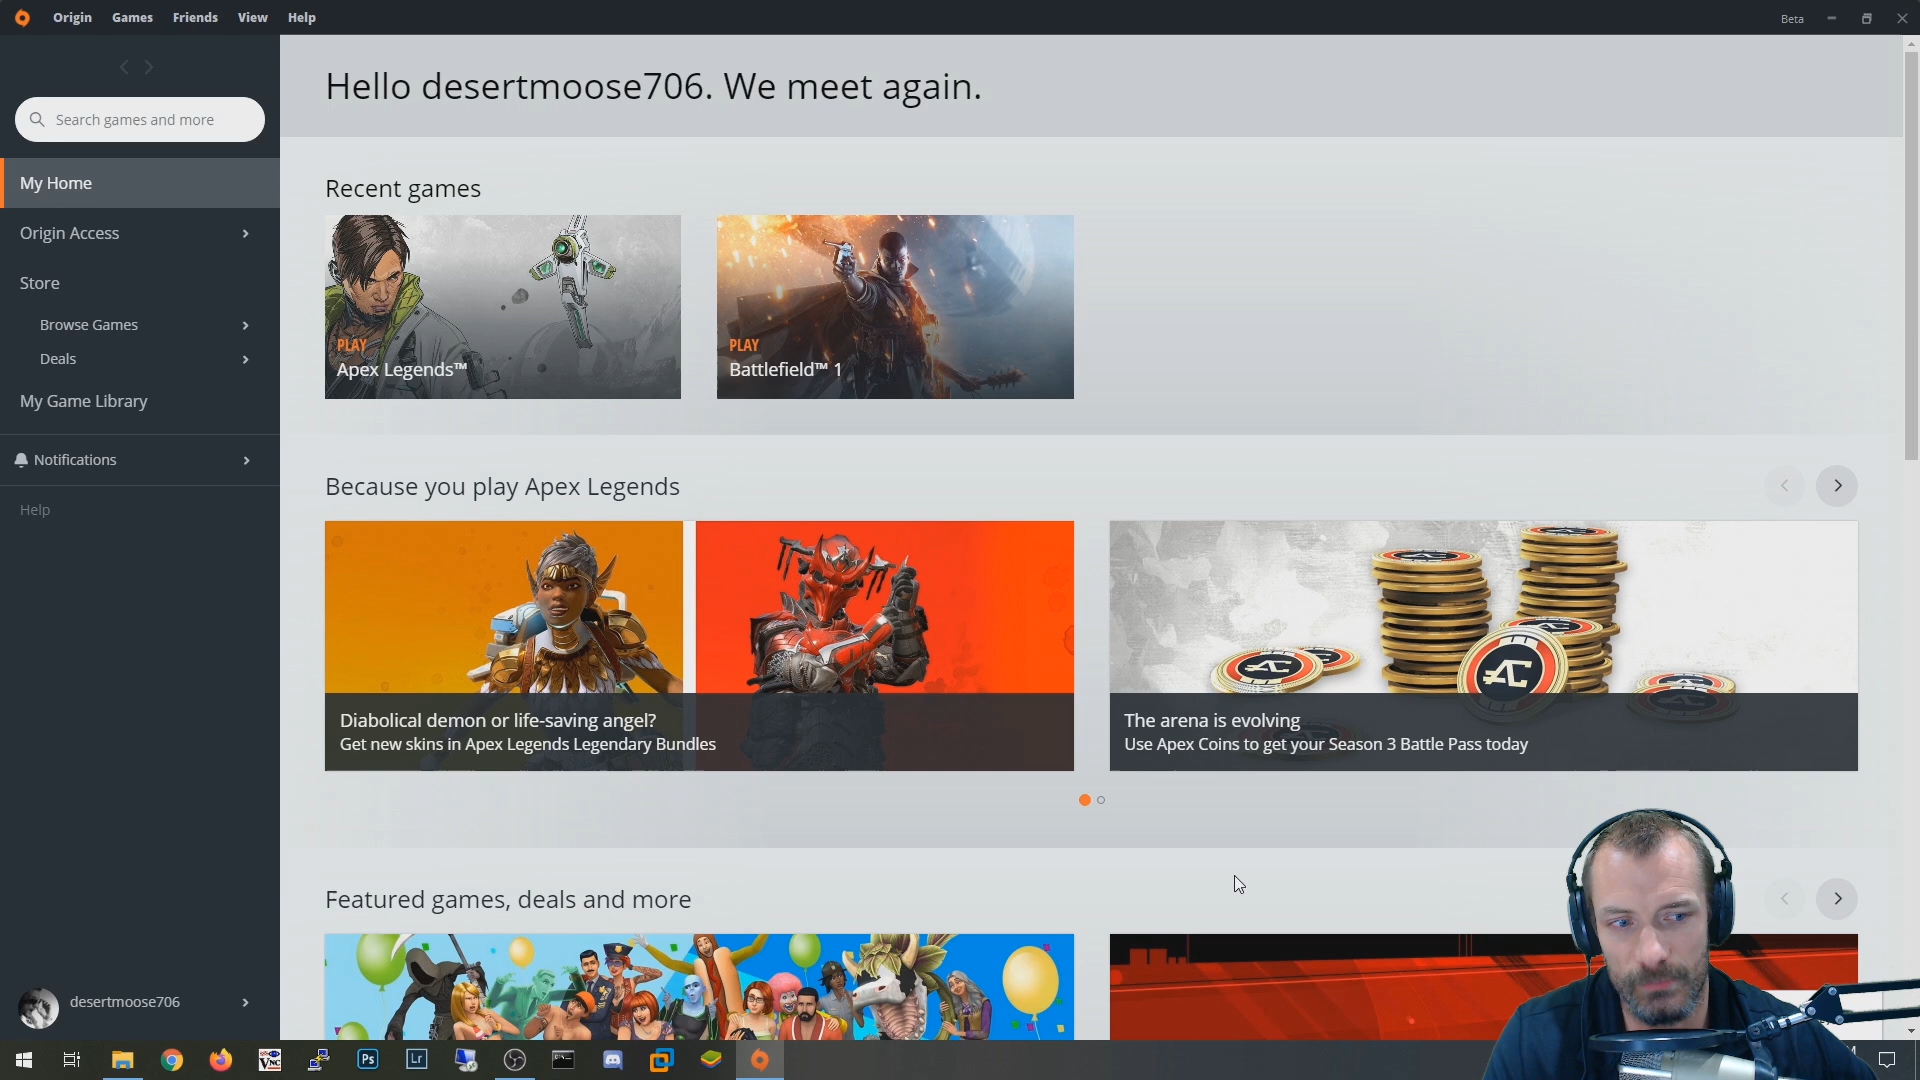 Origin
Games
Friends
View
Help
Beta
Search games and more
My Home
Origin Access
Store
Browse Games
Deals
My Game Library
Notifications
Help
desertmoose706
Hello desertmoose706. We meet again.
Recent games
PLAY
Apex Legends™
PLAY
Battlefield™ 1
Because you play Apex Legends
Diabolical demon or life-saving angel?
Get new skins in Apex Legends Legendary Bundles
The arena is evolving
Use Apex Coins to get your Season 3 Battle Pass today
Featured games, deals and more
VNC
Ps
Lr